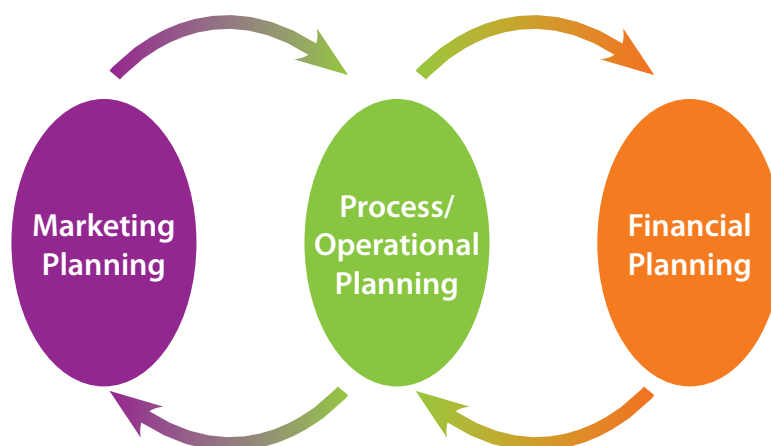 Marketing
Planning
Process/
Operational
Planning
Financial
Planning